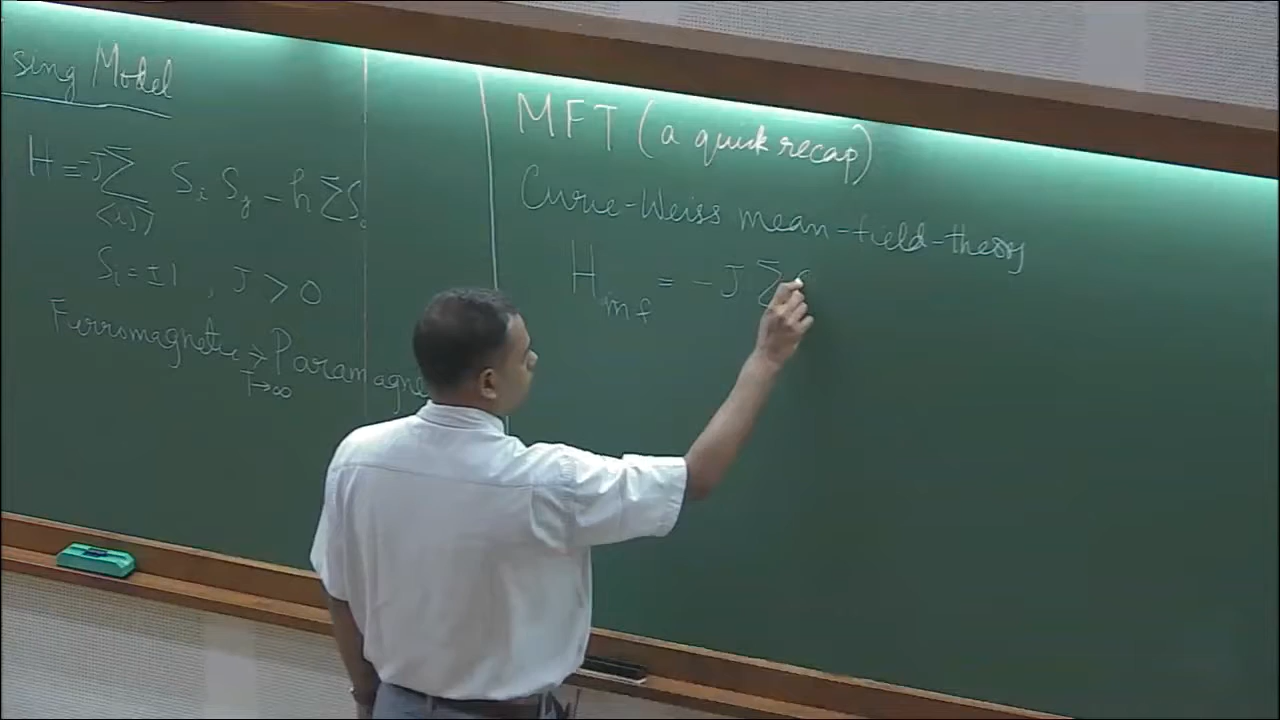 sing Model
H = -J Σ S_i S_j - h Σ S_i
<ij>
S_i = ±1 , J > 0
Ferromagnetic → Paramagne
T→∞
MFT (a quick recap)
Curie-Weiss mean-field-theory
H_mf = - J Σ S